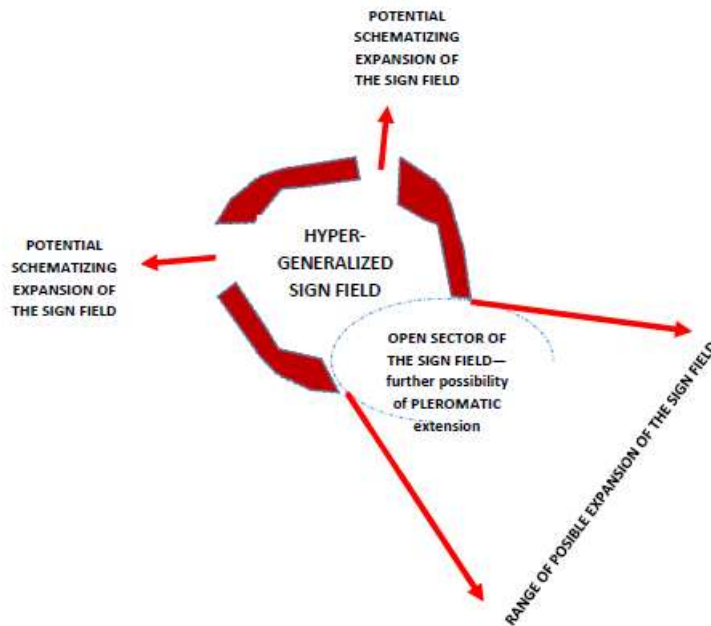 POTENTIAL
SCHEMATIZING
EXPANSION OF
THE SIGN FIELD
HYPER-
GENERALIZED
SIGN FIELD
POTENTIAL
SCHEMATIZING
EXPANSION OF
THE SIGN FIELD
OPEN SECTOR OF
THE SIGN FIELD—
further possibility
of PLEROMATIC
extension
RANGE OF POSIBLE EXPANSION OF THE SIGN FIELD